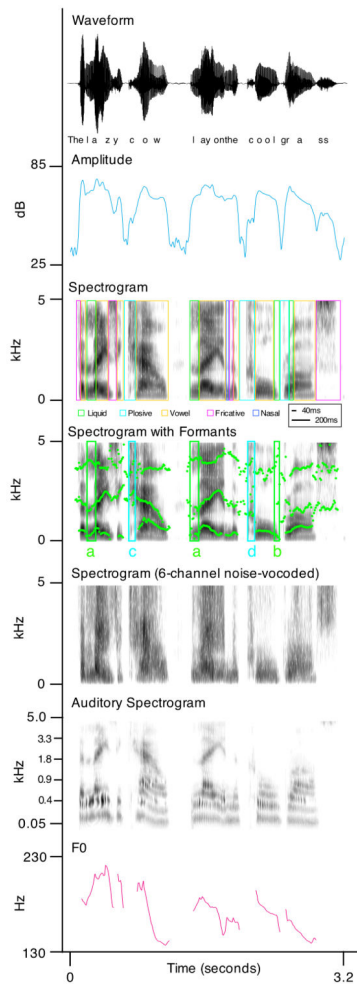 Waveform
The la zy c o w l ay onthe c o o l gr a ss
Amplitude
85
dB
25
Spectrogram
5
kHz
0
Liquid Plosive Vowel Fricative Nasal
40ms
200ms
Spectrogram with Formants
5
kHz
0
a c a d b
Spectrogram (6-channel noise-vocoded)
5
kHz
0
Auditory Spectrogram
5.0
3.3
1.8
kHz
0.9
0.4
0.05
F0
230
Hz
130
0 Time (seconds) 3.2